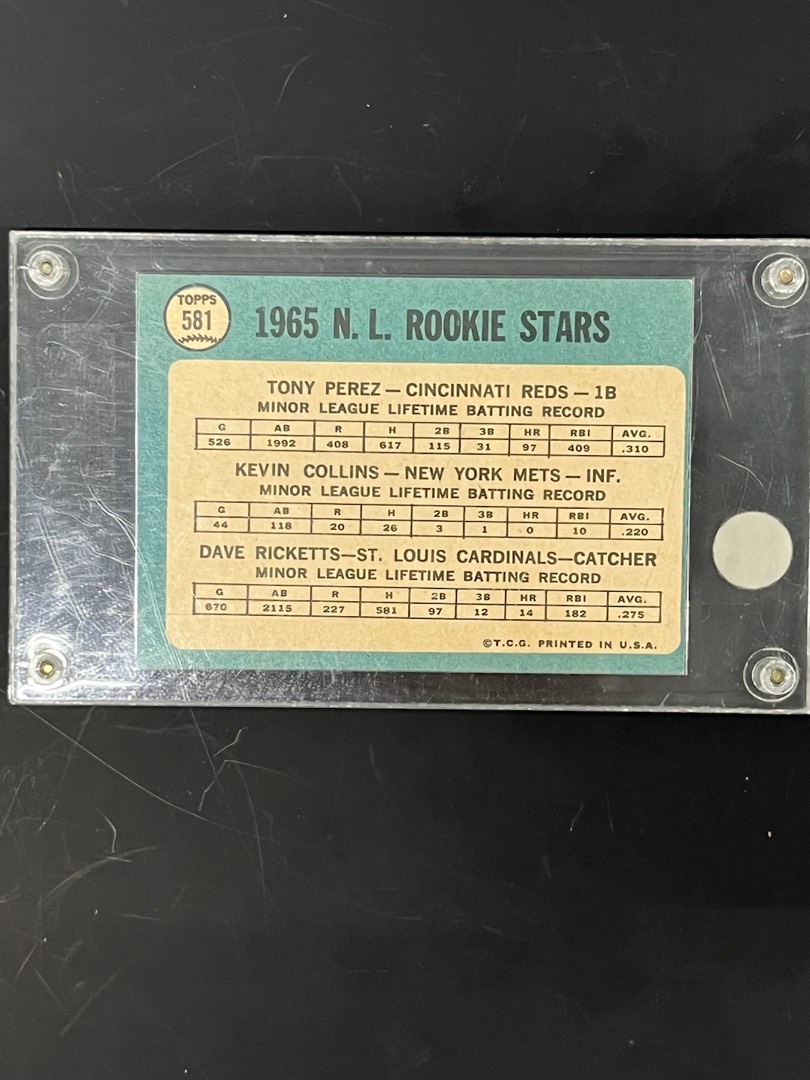 TOPPS
581
1965 N. L. ROOKIE STARS
TONY PEREZ — CINCINNATI REDS — 1B
MINOR LEAGUE LIFETIME BATTING RECORD
G AB R H 2B 3B HR RBI AVG.
526 1992 408 617 115 31 97 409 .310
KEVIN COLLINS — NEW YORK METS — INF.
MINOR LEAGUE LIFETIME BATTING RECORD
G AB R H 2B 3B HR RBI AVG.
44 118 20 26 3 1 0 10 .220
DAVE RICKETTS—ST. LOUIS CARDINALS—CATCHER
MINOR LEAGUE LIFETIME BATTING RECORD
G AB R H 2B 3B HR RBI AVG.
670 2115 227 581 97 12 14 182 .275
©T.C.G. PRINTED IN U.S.A.